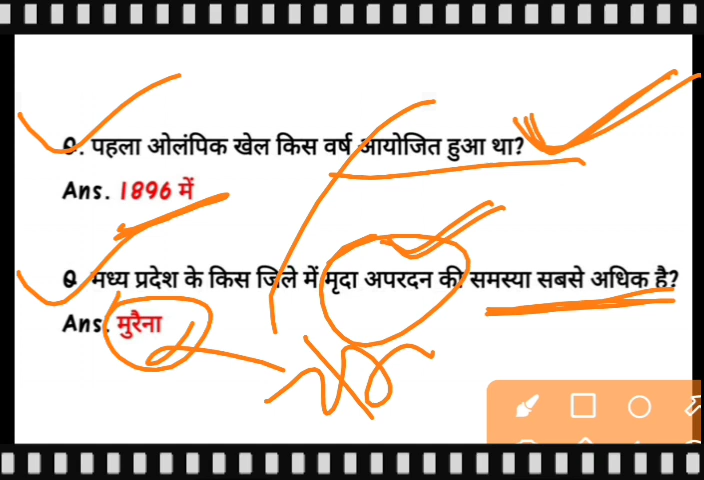 Q. पहला ओलंपिक खेल किस वर्ष आयोजित हुआ था?
Ans. 1896 में
Q मध्य प्रदेश के किस जिले में मृदा अपरदन की समस्या सबसे अधिक है?
Ans. मुरैना